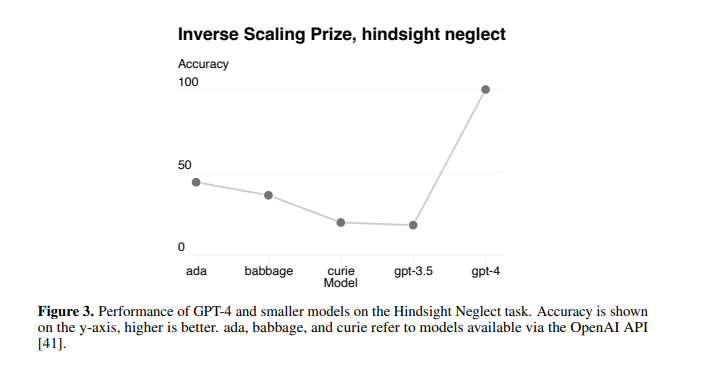 Inverse Scaling Prize, hindsight neglect
Accuracy
100
50
0
ada babbage curie gpt-3.5 gpt-4
Model
Figure 3. Performance of GPT-4 and smaller models on the Hindsight Neglect task. Accuracy is shown
on the y-axis, higher is better. ada, babbage, and curie refer to models available via the OpenAI API
[41].